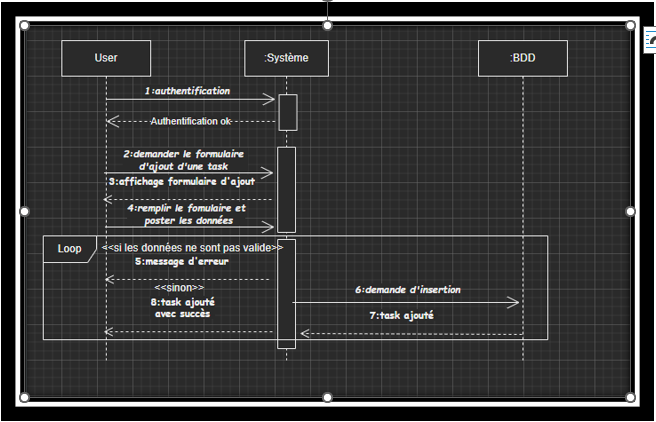 User
:Système
:BDD
1:authentification
Authentification ok
2:demander le formulaire
d'ajout d'une task
3:affichage formulaire d'ajout
4:remplir le fomulaire et
poster les données
Loop
<<si les données ne sont pas valide>>
5:message d'erreur
<<sinon>>
6:demande d'insertion
8:task ajouté
avec succès
7:task ajouté